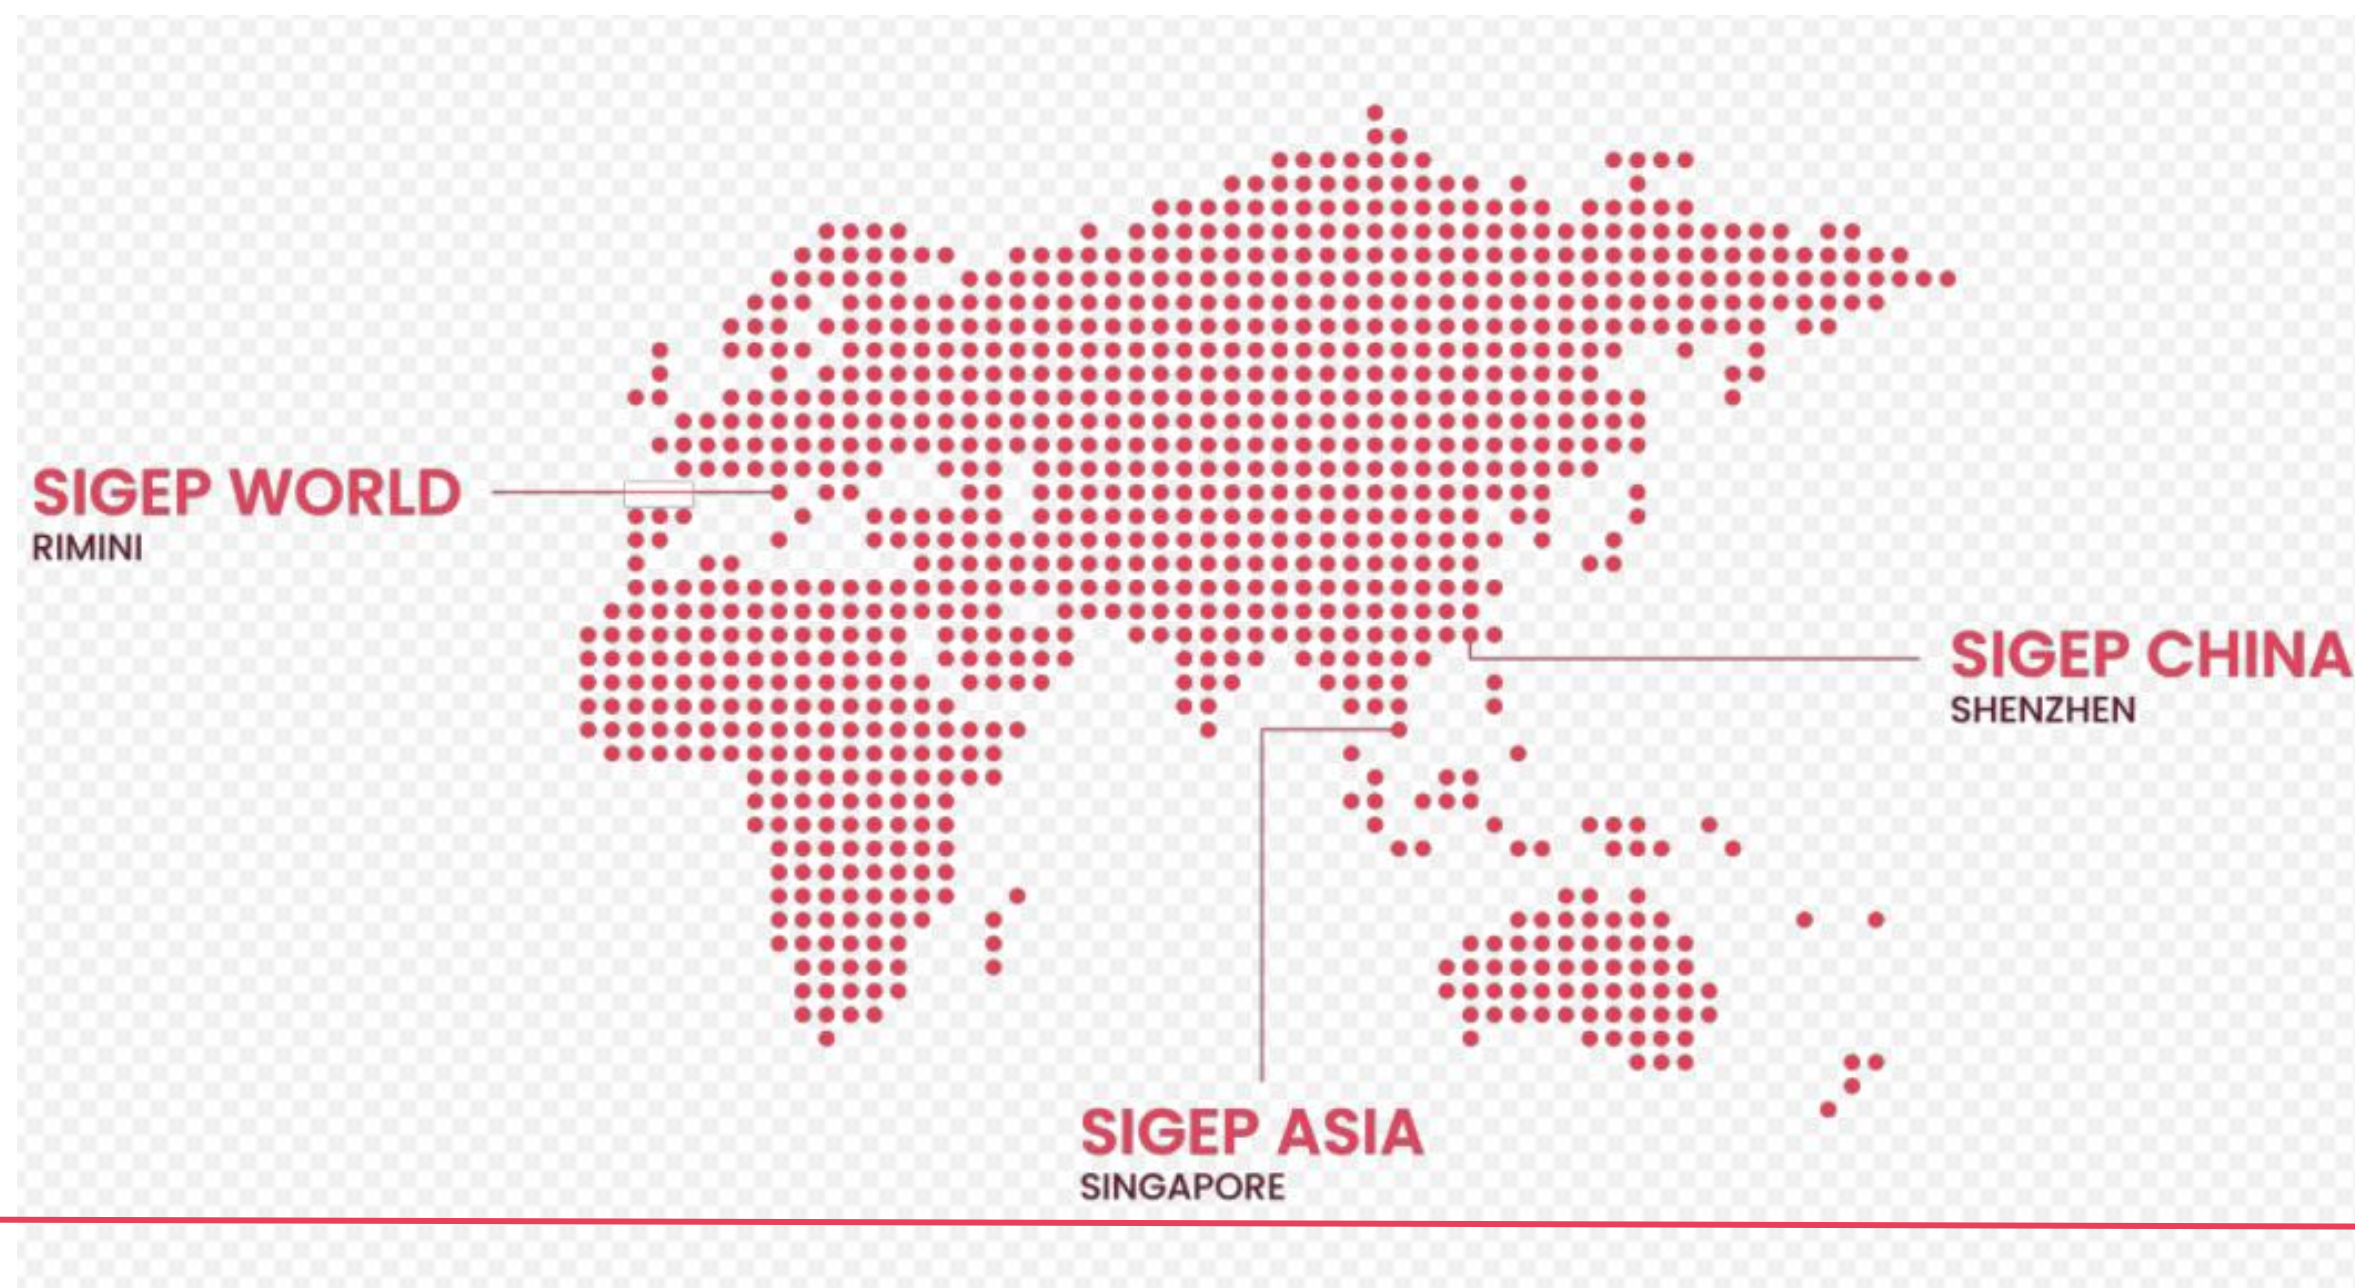 SIGEP WORLD
RIMINI
SIGEP CHINA
SHENZHEN
SIGEP ASIA
SINGAPORE